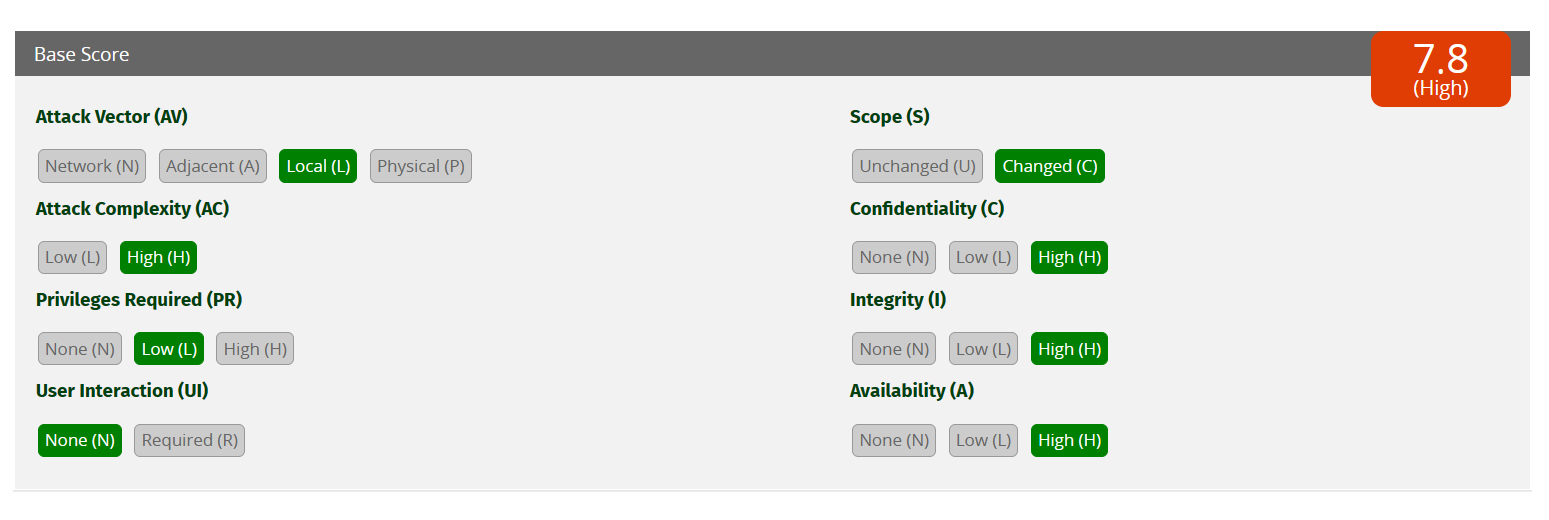 Base Score
7.8
(High)
Attack Vector (AV)
Network (N) Adjacent (A) Local (L) Physical (P)
Attack Complexity (AC)
Low (L) High (H)
Privileges Required (PR)
None (N) Low (L) High (H)
User Interaction (UI)
None (N) Required (R)
Scope (S)
Unchanged (U) Changed (C)
Confidentiality (C)
None (N) Low (L) High (H)
Integrity (I)
None (N) Low (L) High (H)
Availability (A)
None (N) Low (L) High (H)